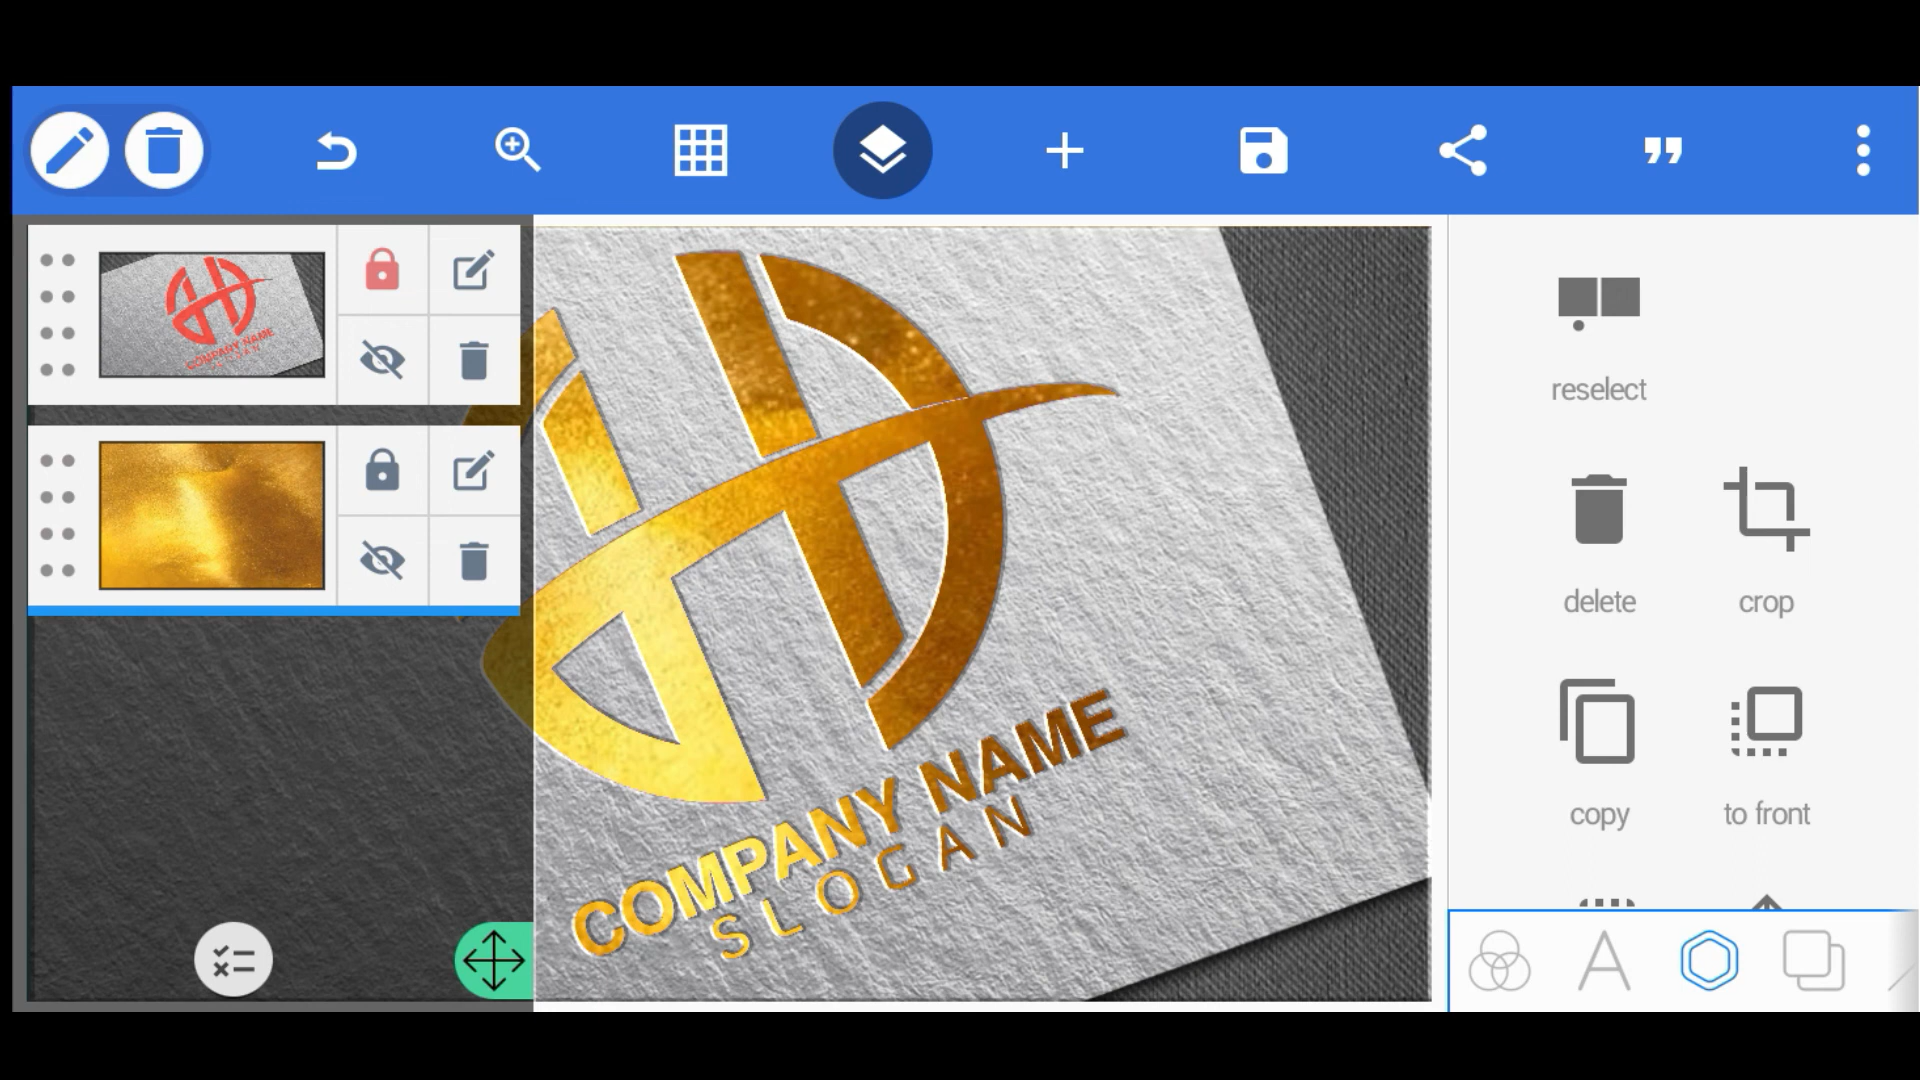 COMPANY NAME
SLOGAN
COMPANY NAME
SLOGAN
reselect
delete
crop
copy
to front